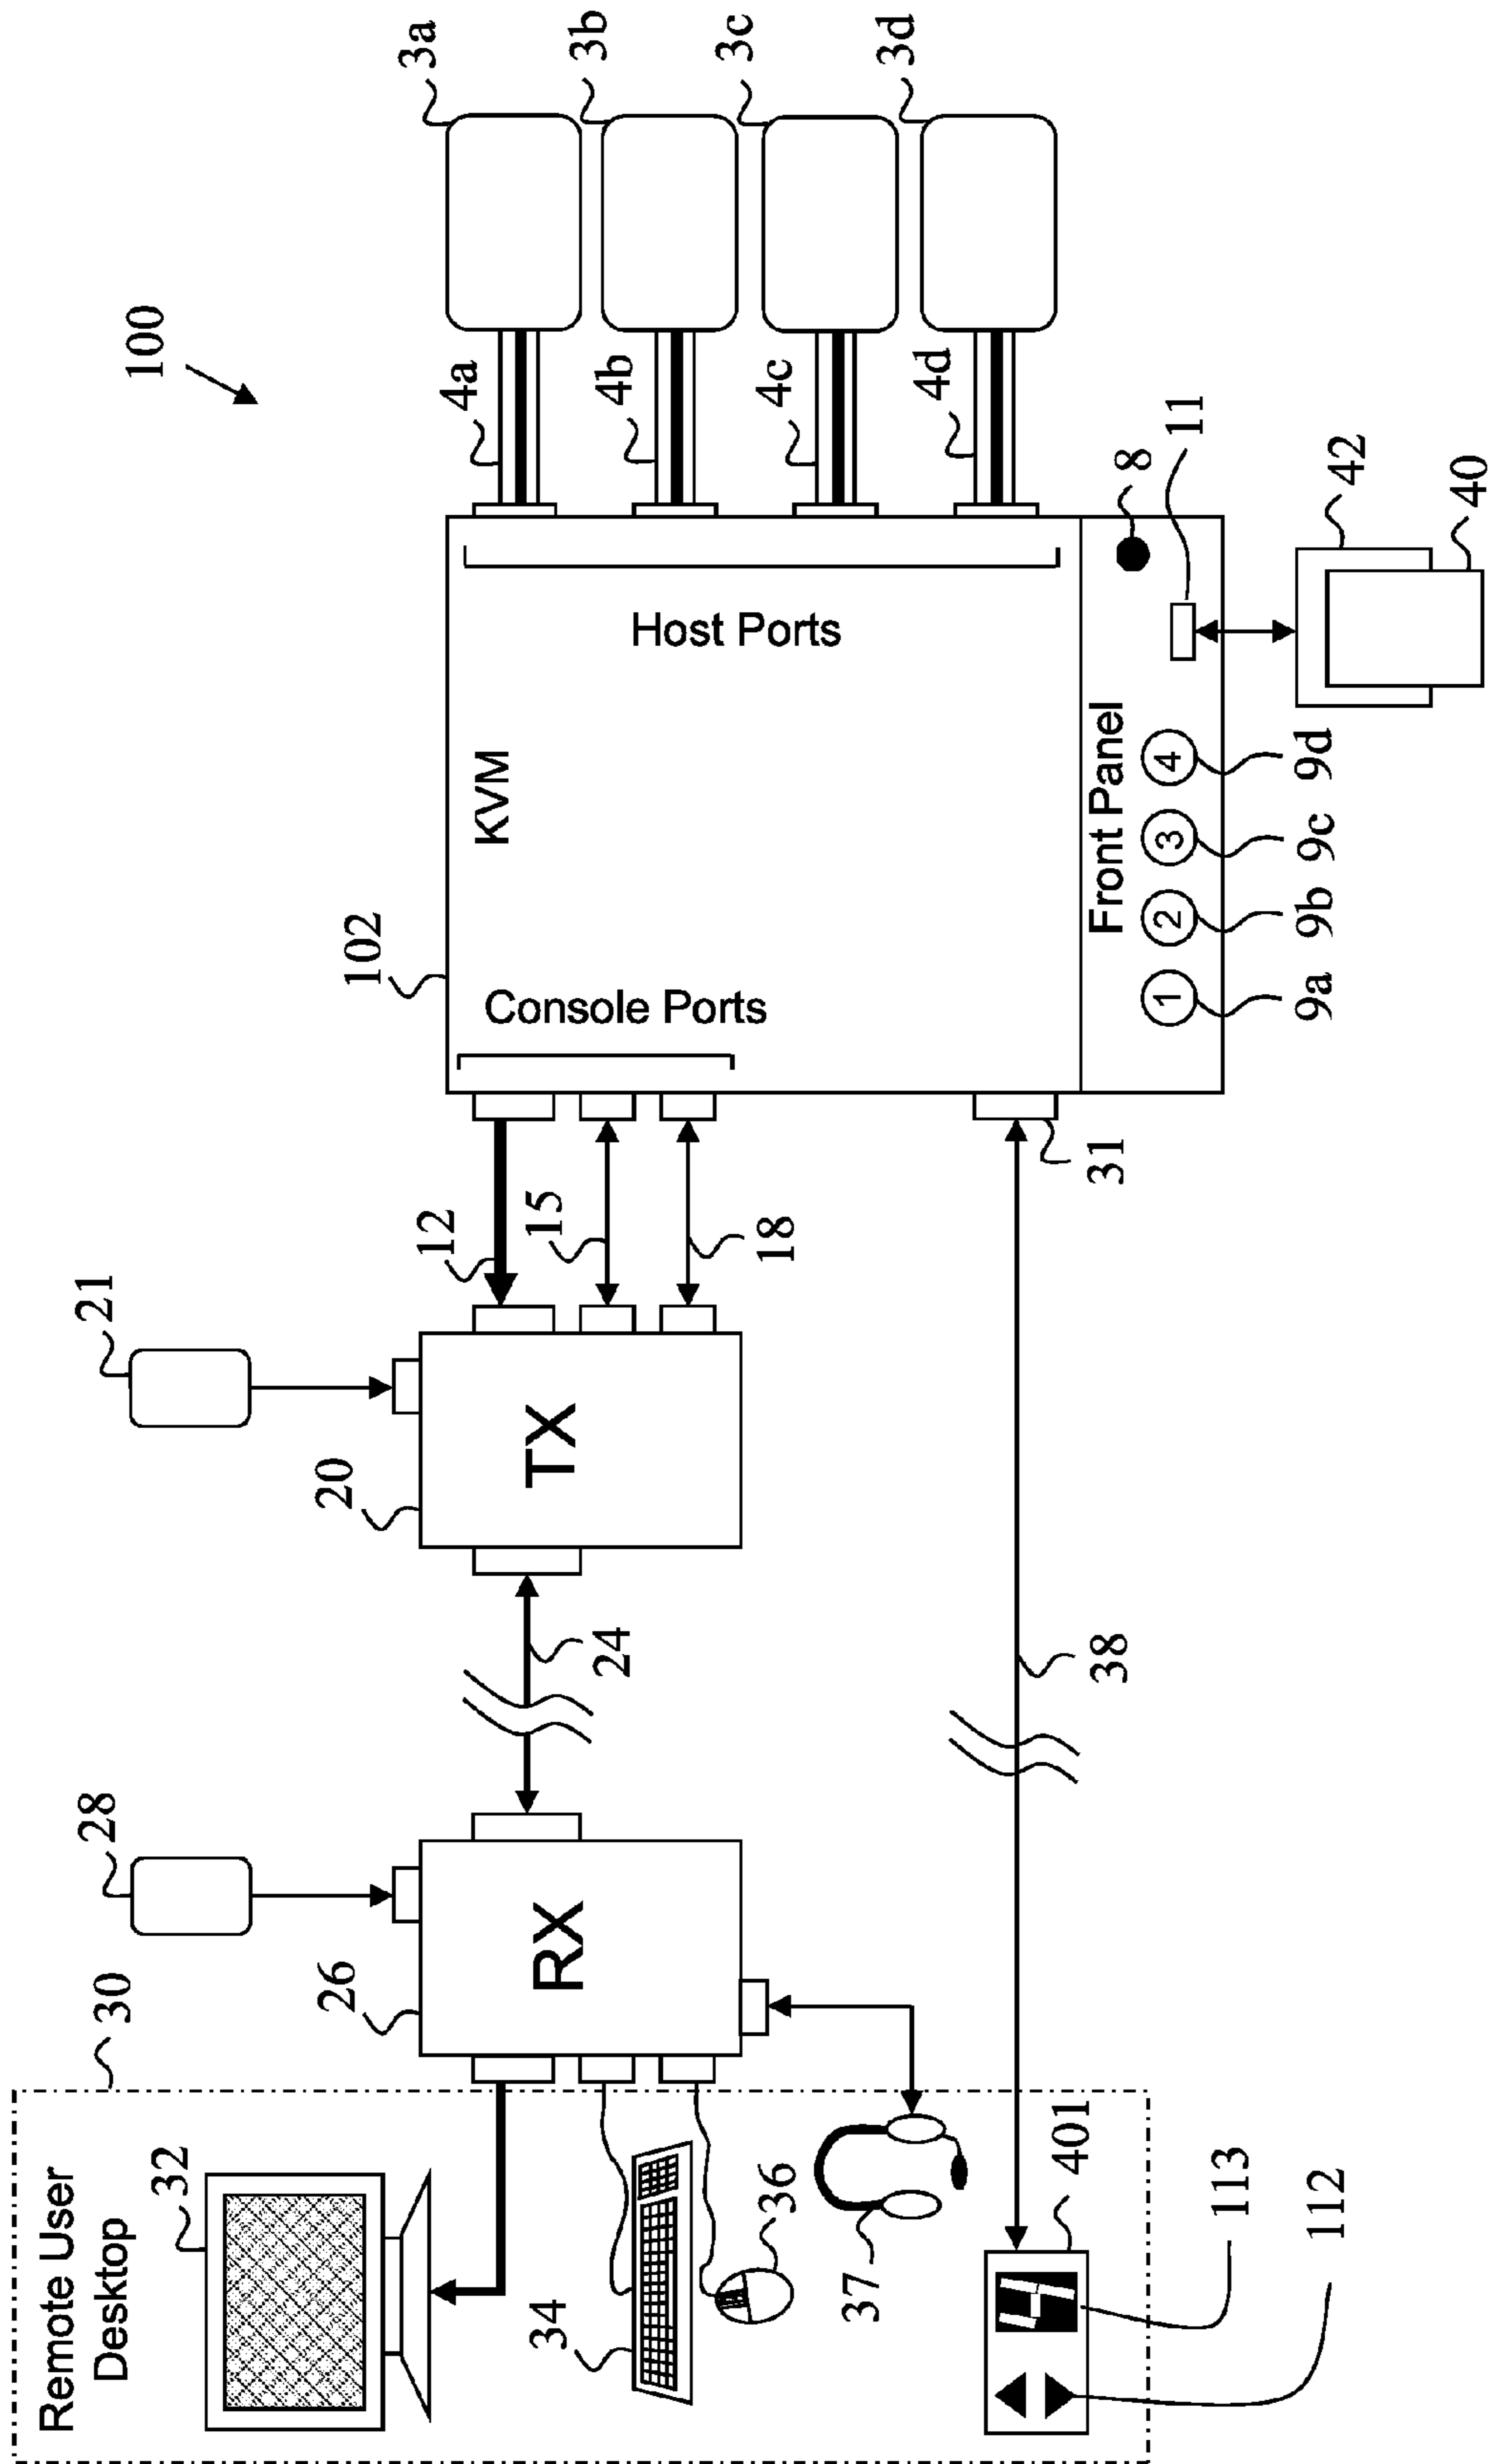 Remote User
Desktop
30
28
21
100
32
26
20
102
3a
12
4a
KVM
Console Ports
RX
TX
15
3b
34
24
4b
Host Ports
3c
36
18
4c
37
3d
4d
4
401
38
31
Front Panel
8
1 2 3 4
11
113
112
9a 9b 9c 9d
42
40